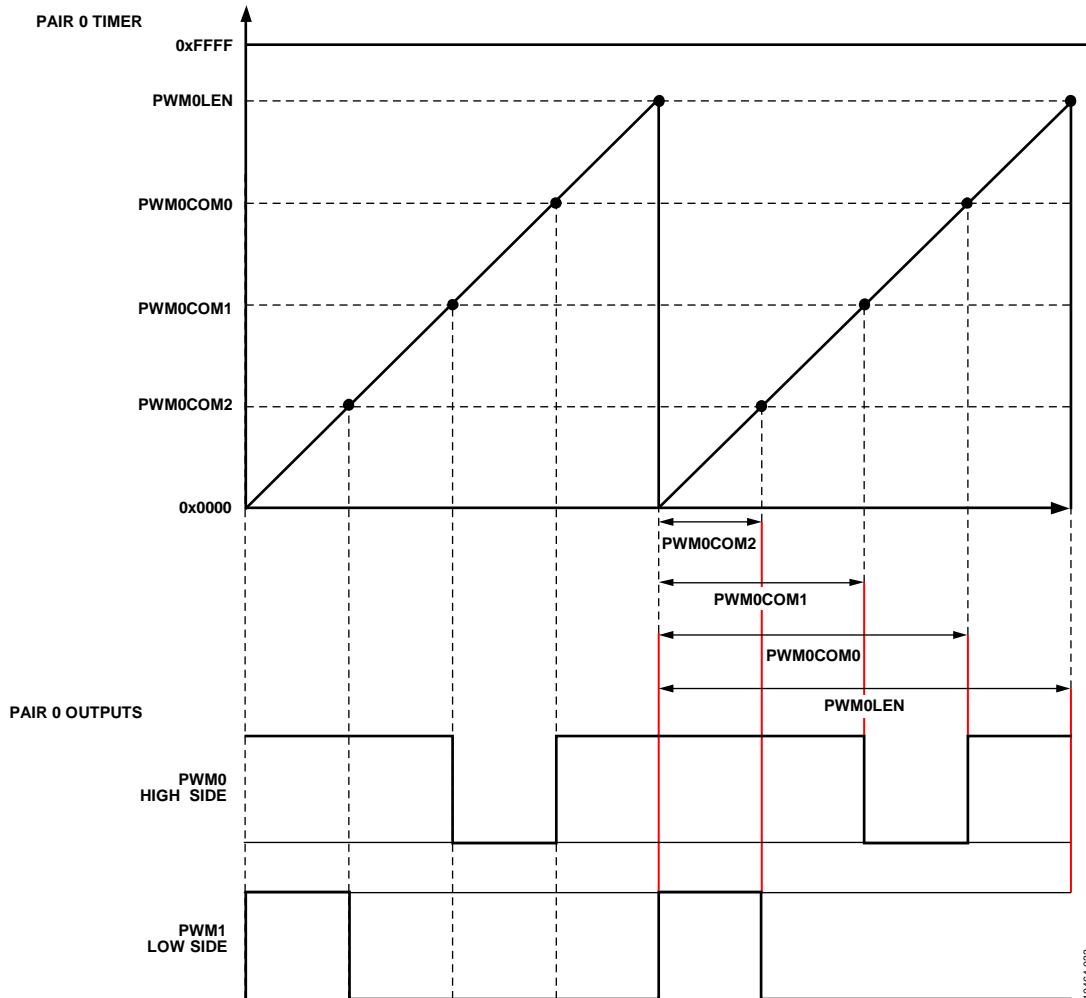 PAIR 0 TIMER
0xFFFF
PWM0LEN
PWM0COM0
PWM0COM1
PWM0COM2
0x0000
PWM0COM2
PWM0COM1
PWM0COM0
PWM0LEN
PAIR 0 OUTPUTS
PWM0
HIGH SIDE
PWM1
LOW SIDE